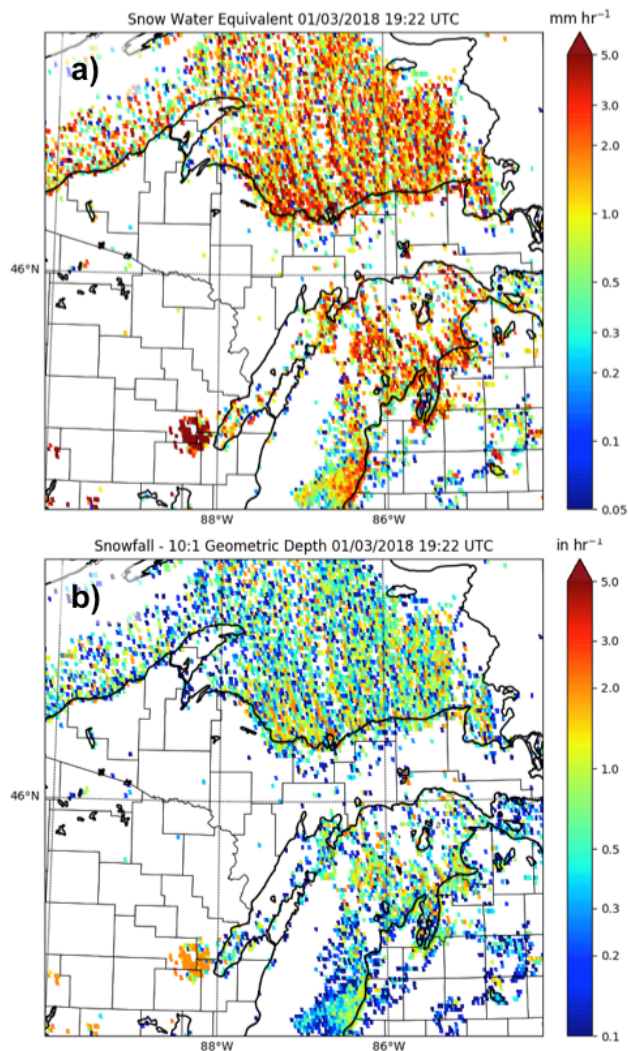 Snow Water Equivalent 01/03/2018 19:22 UTC
mm hr⁻¹
a)
5.0
3.0
2.0
1.0
0.5
0.3
0.2
0.1
0.05
46°N
88°W
86°W
Snowfall - 10:1 Geometric Depth 01/03/2018 19:22 UTC
in hr⁻¹
b)
5.0
3.0
2.0
1.0
0.5
0.3
0.2
0.1
46°N
88°W
86°W